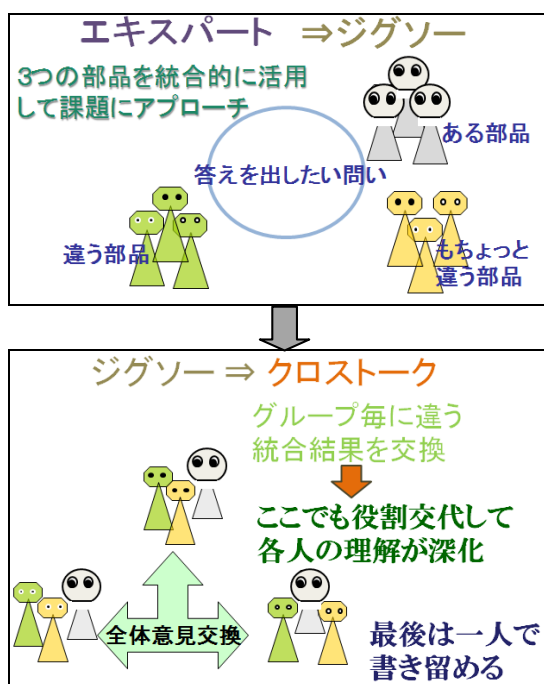 エキスパート ⇒ジグソー
3つの部品を統合的に活用
して課題にアプローチ
ある部品
答えを出したい問い
違う部品
もちょっと
違う部品
ジグソー ⇒ クロストーク
グループ毎に違う
統合結果を交換
ここでも役割交代して
各人の理解が深化
全体意見交換
最後は一人で
書き留める